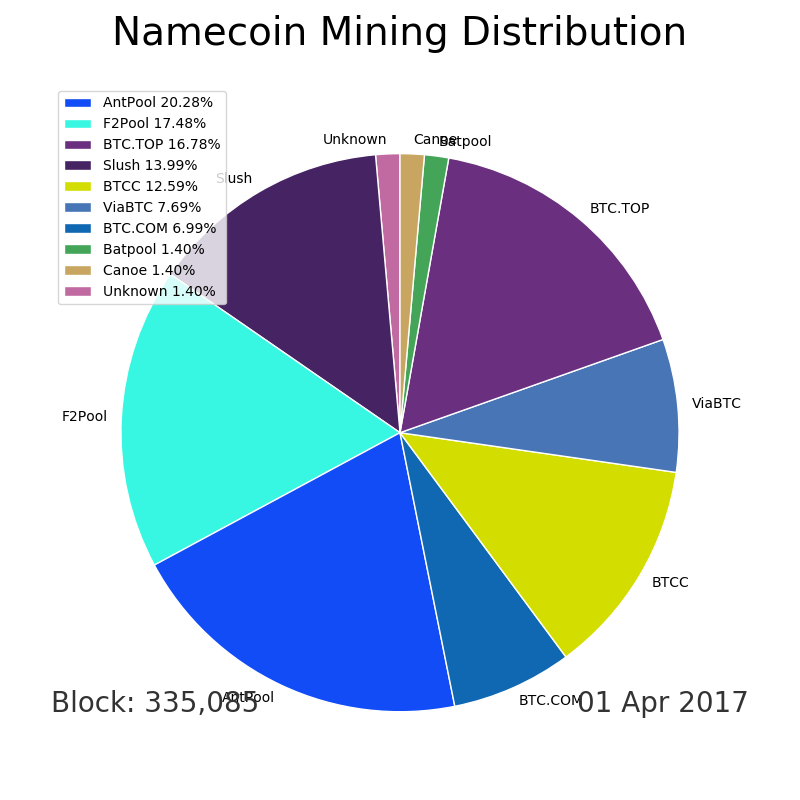 Namecoin Mining Distribution
AntPool 20.28%
F2Pool 17.48%
BTC.TOP 16.78%
Slush 13.99%
BTCC 12.59%
ViaBTC 7.69%
BTC.COM 6.99%
Batpool 1.40%
Canoe 1.40%
Unknown 1.40%
Unknown
Canoe
Batpool
Slush
BTC.TOP
F2Pool
ViaBTC
BTCC
AntPool
BTC.COM
Block: 335,085
01 Apr 2017